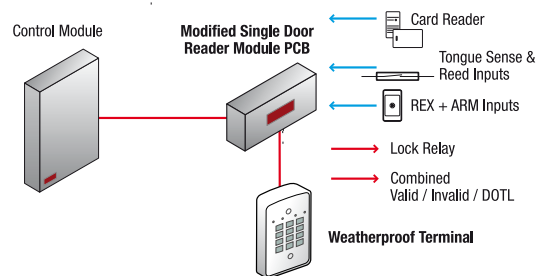 Control Module
Modified Single Door
Reader Module PCB
Card Reader
Tongue Sense &
Reed Inputs
REX + ARM Inputs
Lock Relay
Combined
Valid / Invalid / DOTL
Weatherproof Terminal